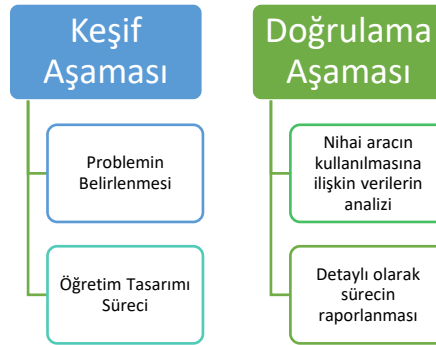 Keşif
Aşaması
Problemin
Belirlenmesi
Öğretim Tasarımı
Süreci
Doğrulama
Aşaması
Nihai aracın
kullanılmasına
ilişkin verilerin
analizi
Detaylı olarak
sürecin
raporlanması